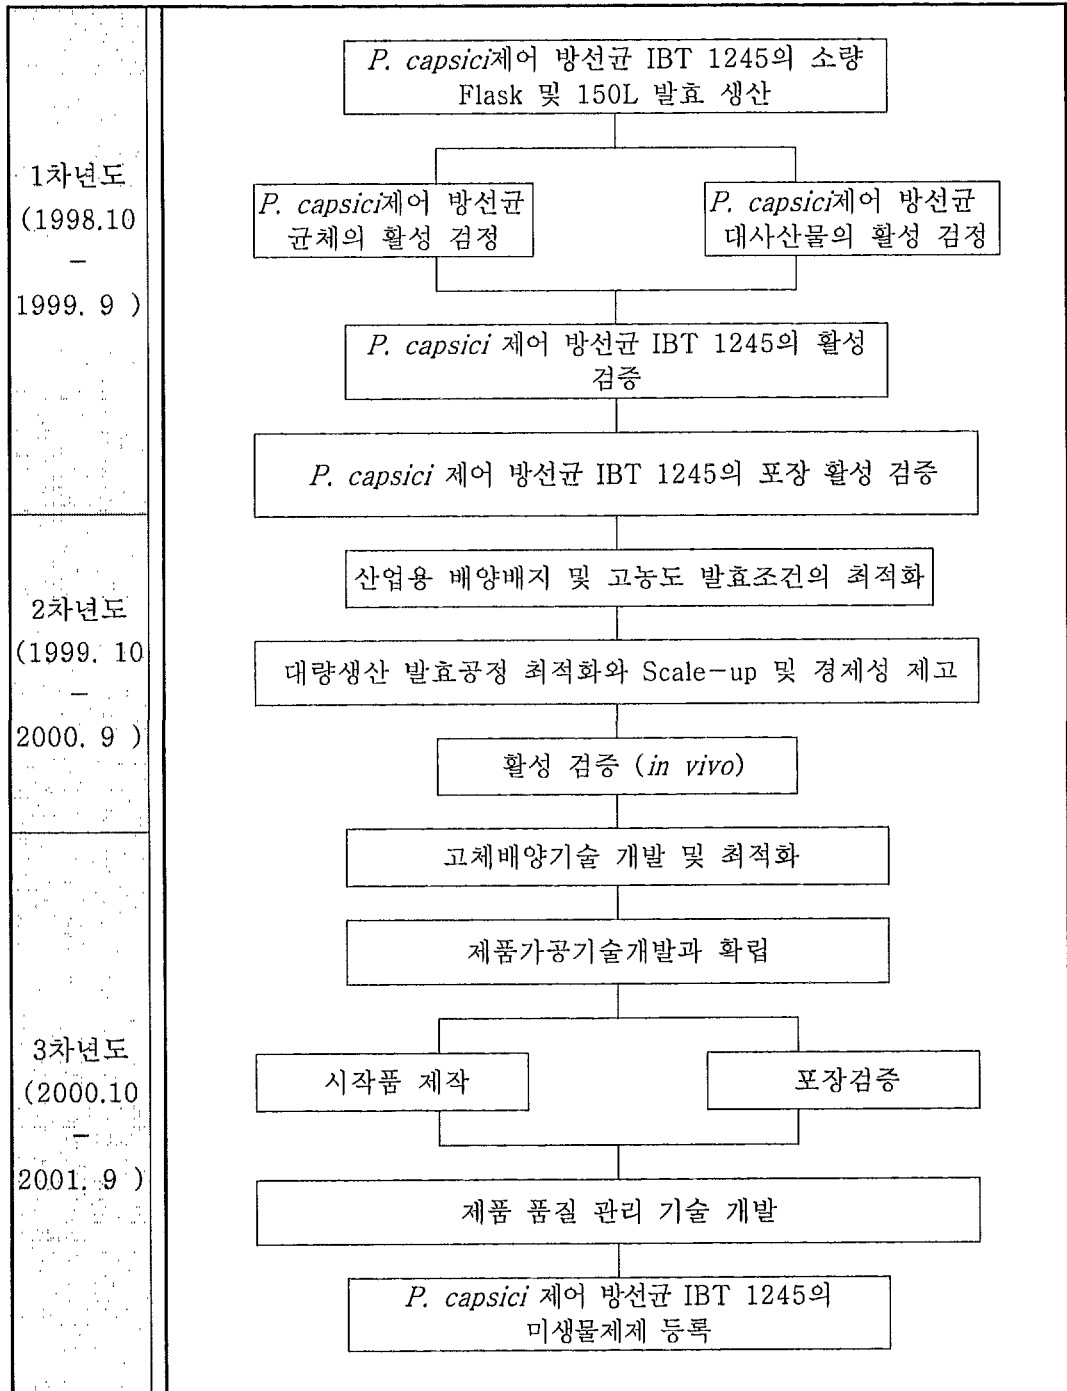 1차년도
(1998.10
–
1999. 9 )
P. capsici제어 방선균 IBT 1245의 소량
Flask 및 150L 발효 생산
P. capsici제어 방선균
균체의 활성 검정
P. capsici제어 방선균
대사산물의 활성 검정
P. capsici 제어 방선균 IBT 1245의 활성
검증
P. capsici 제어 방선균 IBT 1245의 포장 활성 검증
2차년도
(1999. 10
–
2000. 9 )
산업용 배양배지 및 고농도 발효조건의 최적화
대량생산 발효공정 최적화와 Scale-up 및 경제성 제고
활성 검증 (in vivo)
3차년도
(2000.10
–
2001. 9 )
고체배양기술 개발 및 최적화
제품가공기술개발과 확립
시작품 제작
포장검증
제품 품질 관리 기술 개발
P. capsici 제어 방선균 IBT 1245의
미생물제제 등록